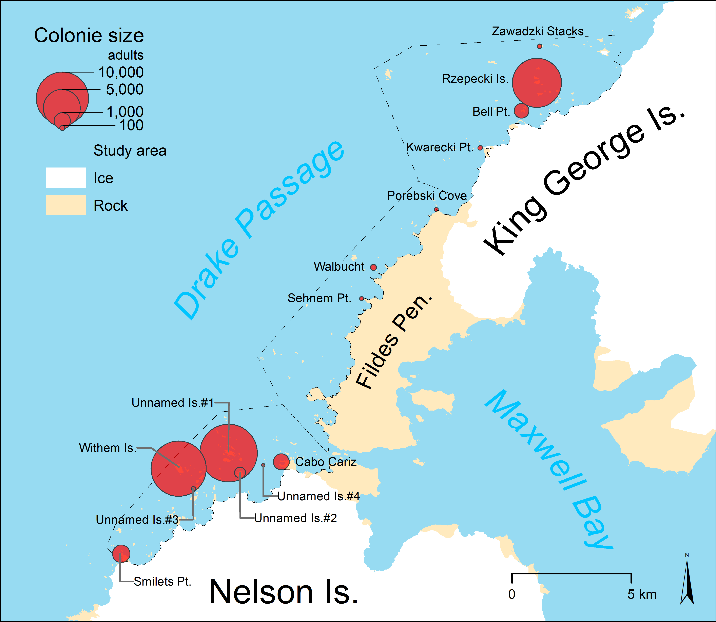 Colonie size
adults
10,000
5,000
1,000
100
Study area
Ice
Rock
Zawadzki Stacks
Rzepecki Is.
Bell Pt.
Kwarecki Pt.
King George Is.
Drake Passage
Porebski Cove
Walbucht
Sehnem Pt.
Fildes Pen.
Maxwell Bay
Unnamed Is.#1
Withem Is.
Cabo Cariz
Unnamed Is.#4
Unnamed Is.#3
Unnamed Is.#2
Smilets Pt.
Nelson Is.
N
0 5 km